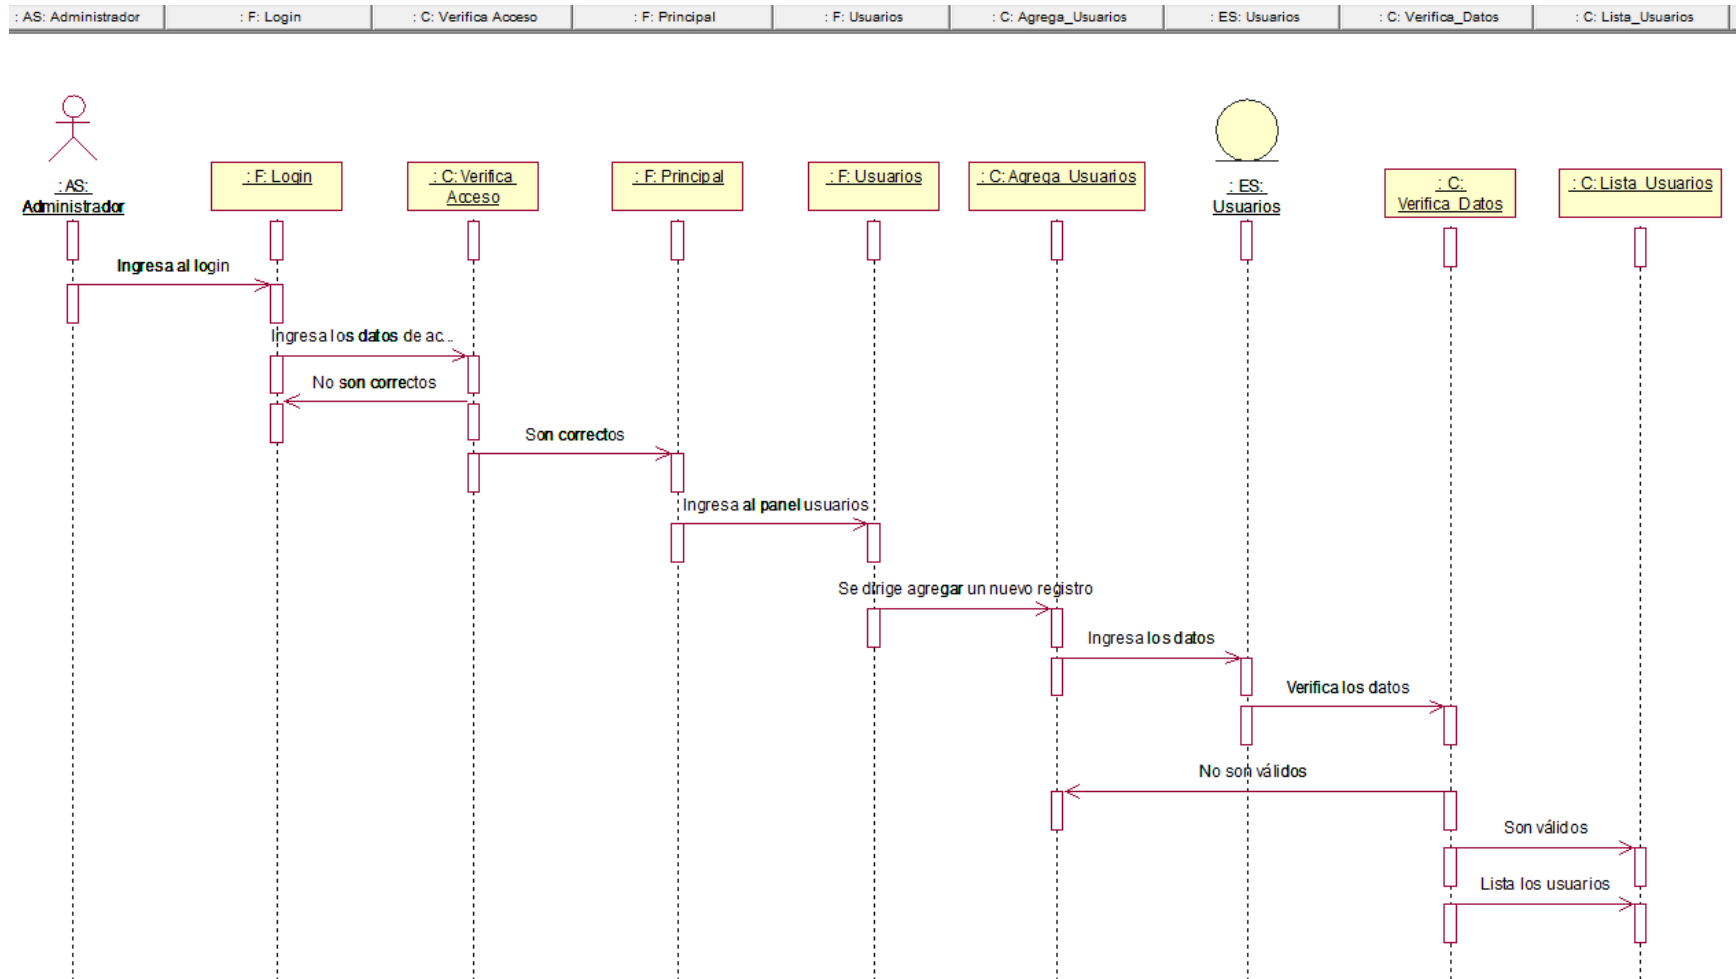 : AS: Administrador
: F: Login
: C: Verifica Acceso
: F: Principal
: F: Usuarios
: C: Agrega_Usuarios
: ES: Usuarios
: C: Verifica_Datos
: C: Lista_Usuarios
: AS:
Administrador
: F: Login
: C: Verifica
Acceso
: F: Principal
: F: Usuarios
: C: Agrega_Usuarios
: ES:
Usuarios
: C:
Verifica_Datos
: C: Lista_Usuarios
Ingresa al login
Ingresa los datos de ac...
No son correctos
Son correctos
Ingresa al panel usuarios
Se dirige agregar un nuevo registro
Ingresa los datos
Verifica los datos
No son válidos
Son válidos
Lista los usuarios